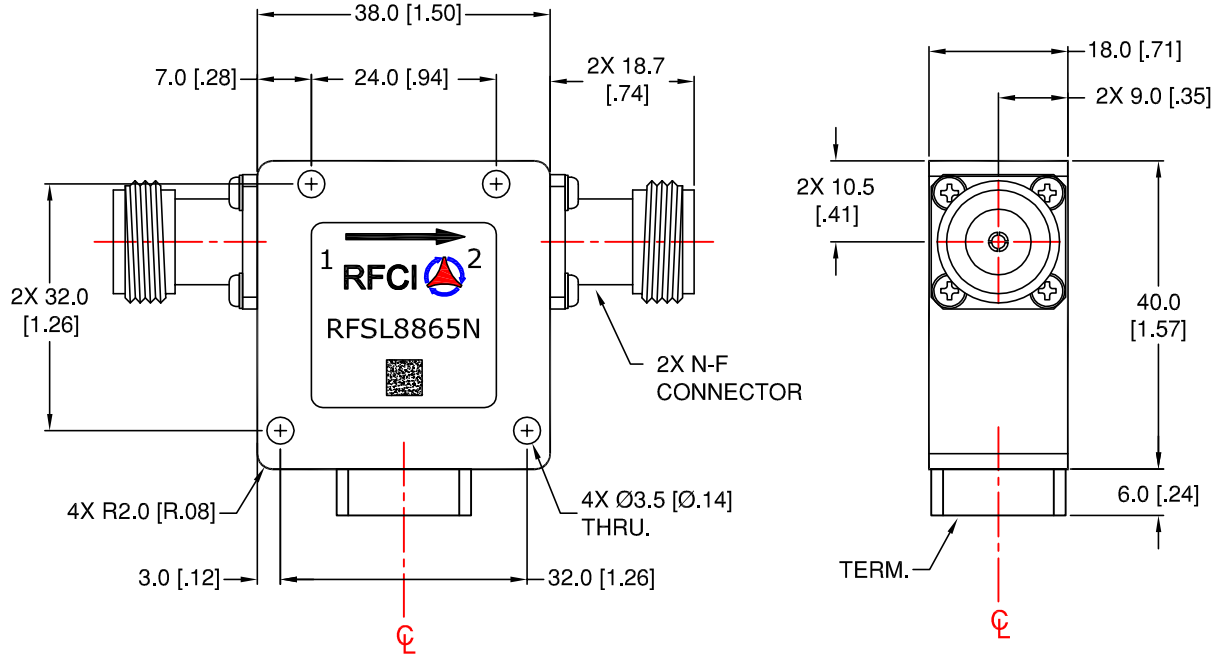 38.0 [1.50]
7.0 [.28]
24.0 [.94]
2X 18.7
[.74]
18.0 [.71]
2X 9.0 [.35]
2X 10.5
[.41]
2X 32.0
[1.26]
1
2
RFCI
RFSL8865N
40.0
[1.57]
2X N-F
CONNECTOR
4X R2.0 [R.08]
4X Ø3.5 [Ø.14]
THRU.
6.0 [.24]
3.0 [.12]
32.0 [1.26]
TERM.
℄
℄